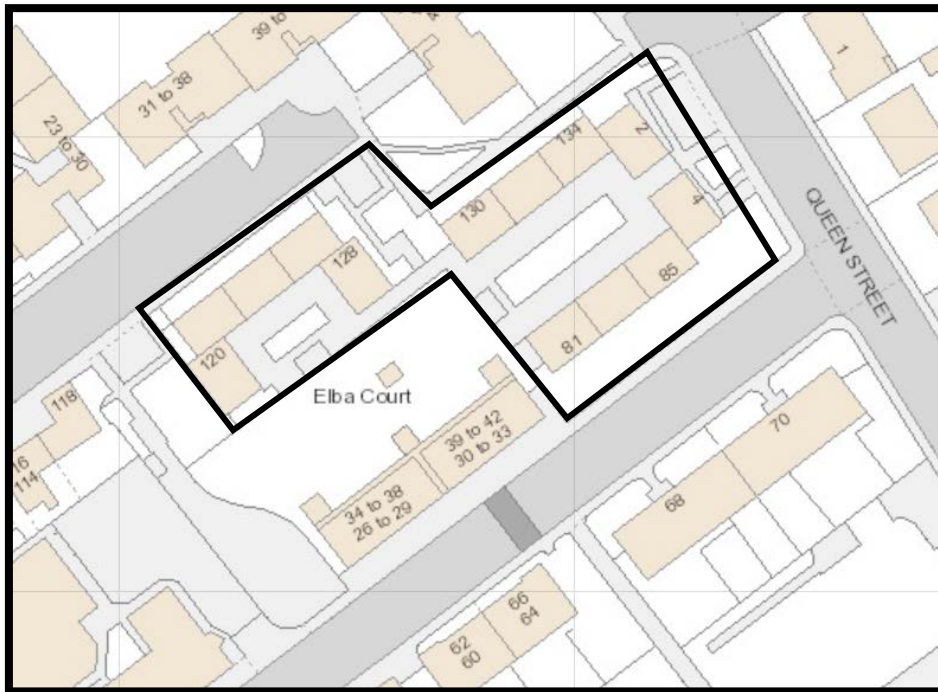 39 to
4
1
31 to 38
23 to 30
134
2
130
4
QUEEN STREET
128
85
81
120
Elba Court
118
16
114
39 to 42
30 to 33
70
34 to 38
26 to 29
68
66
64
62
60